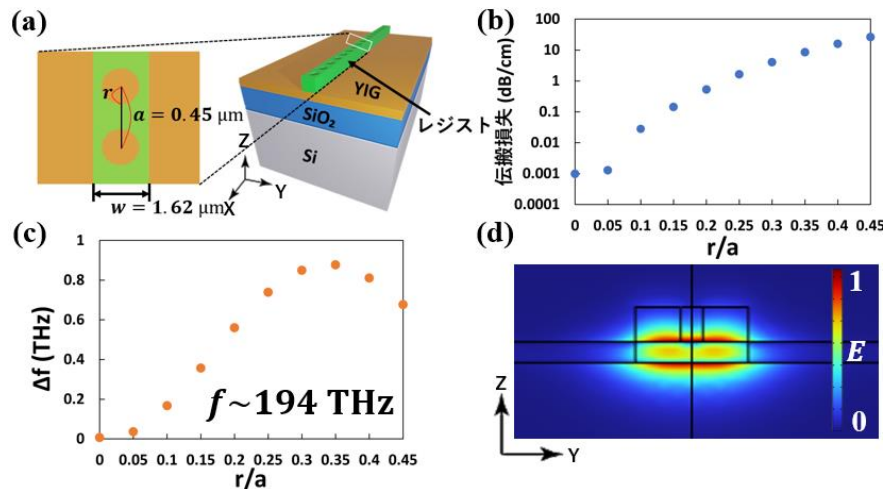 (a)
r
a = 0.45 μm
w = 1.62 μm
X
Y
Z
YIG
SiO₂
Si
レジスト
(b)
伝搬損失 (dB/cm)
100
10
1
0.1
0.01
0.001
0.0001
0 0.05 0.1 0.15 0.2 0.25 0.3 0.35 0.4 0.45
r/a
(c)
Δf (THz)
1
0.8
0.6
0.4
0.2
0
f~194 THz
0 0.05 0.1 0.15 0.2 0.25 0.3 0.35 0.4 0.45
r/a
(d)
1
E
0
Z
Y